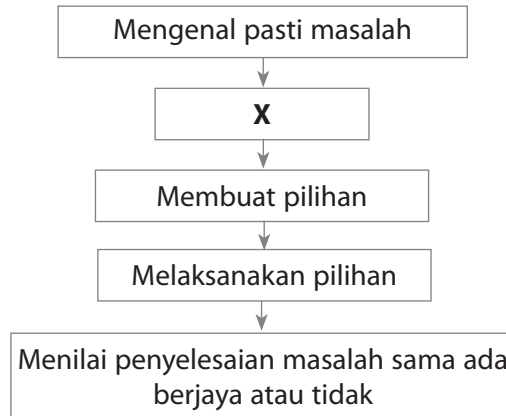 Mengenal pasti masalah
X
Membuat pilihan
Melaksanakan pilihan
Menilai penyelesaian masalah sama ada
berjaya atau tidak